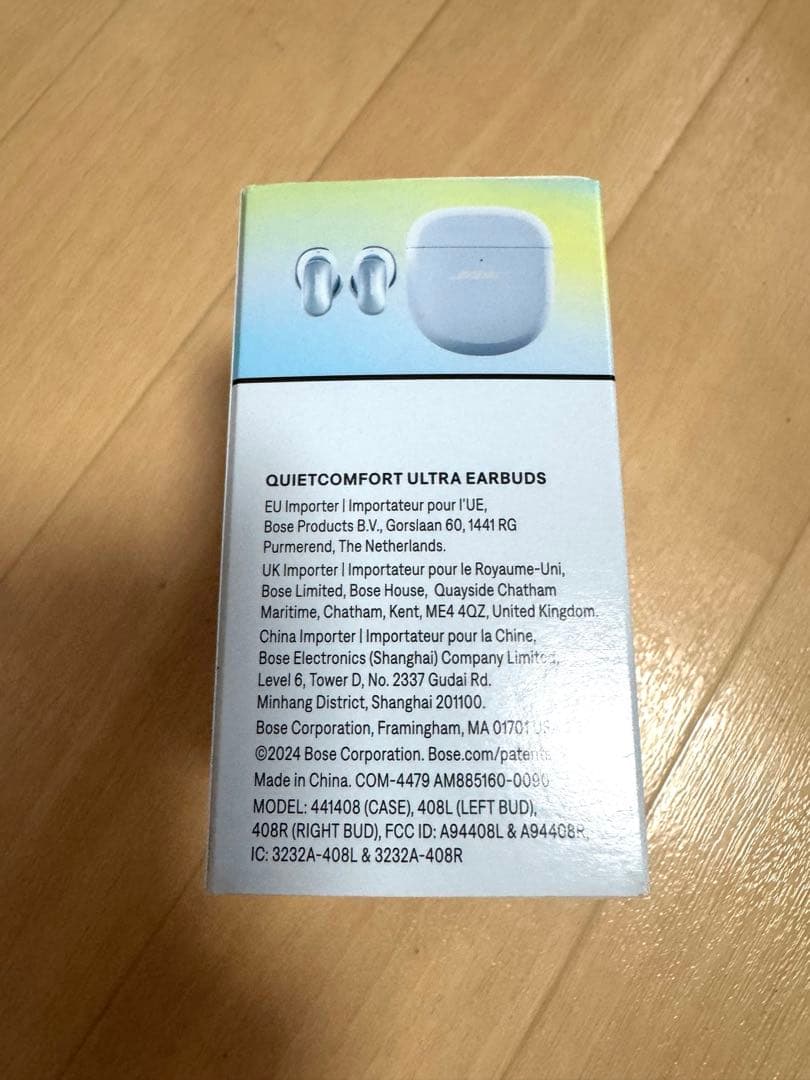 BOSE
QUIETCOMFORT ULTRA EARBUDS
EU Importer | Importateur pour l'UE,
Bose Products B.V., Gorslaan 60, 1441 RG
Purmerend, The Netherlands.
UK Importer | Importateur pour le Royaume-Uni,
Bose Limited, Bose House, Quayside Chatham
Maritime, Chatham, Kent, ME4 4QZ, United Kingdom.
China Importer | Importateur pour la Chine,
Bose Electronics (Shanghai) Company Limited,
Level 6, Tower D, No. 2337 Gudai Rd.
Minhang District, Shanghai 201100.
Bose Corporation, Framingham, MA 01701
©2024 Bose Corporation. Bose.com/patents
Made in China. COM-4479 AM885160-0090
MODEL: 441408 (CASE), 408L (LEFT BUD),
408R (RIGHT BUD), FCC ID: A94408L & A94408R,
IC: 3232A-408L & 3232A-408R